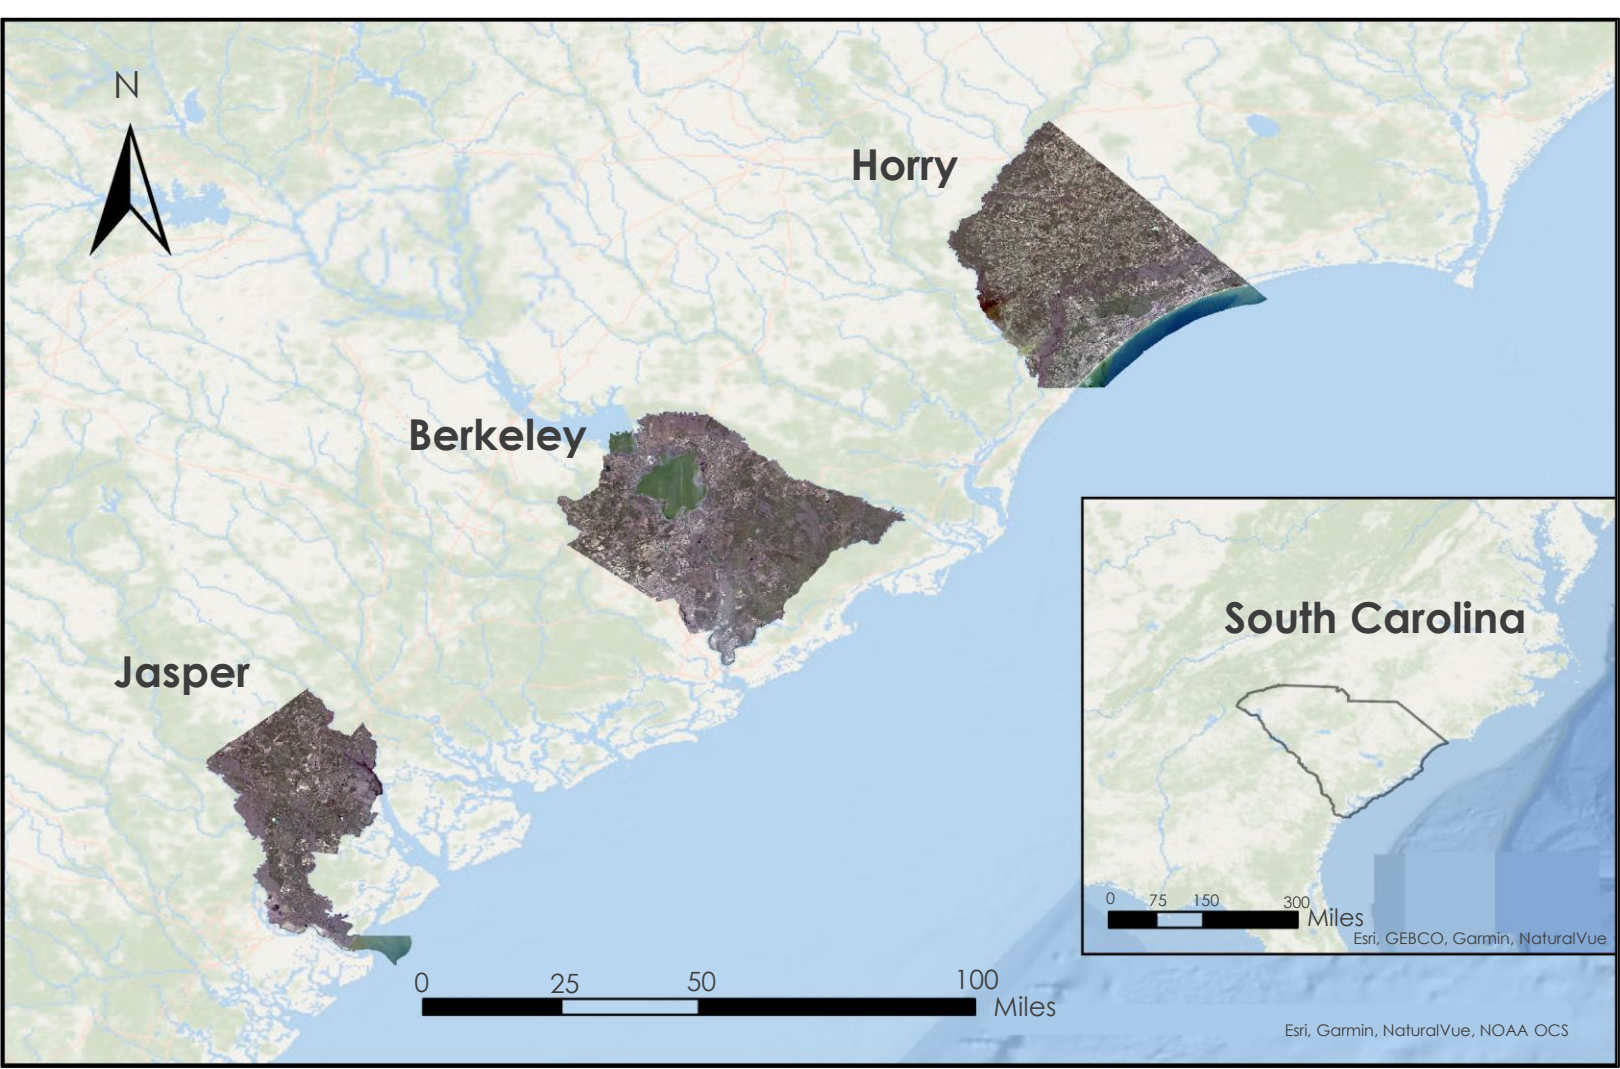 N
Horry
Berkeley
Jasper
South Carolina
0 75 150 300
Miles
Esri, GEBCO, Garmin, NaturalVue
0 25 50 100
Miles
Esri, Garmin, NaturalVue, NOAA OCS